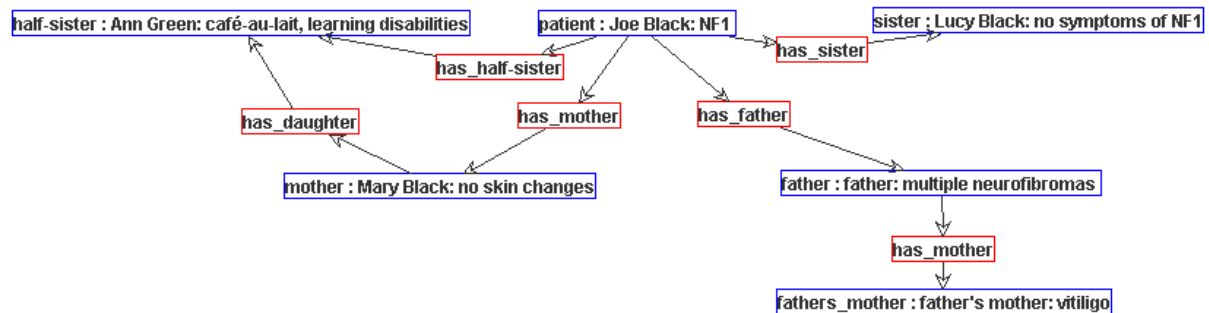 half-sister : Ann Green: café-au-lait, learning disabilities
patient : Joe Black: NF1
sister : Lucy Black: no symptoms of NF1
has_half-sister
has_sister
has_daughter
has_mother
has_father
mother : Mary Black: no skin changes
father : father: multiple neurofibromas
has_mother
fathers_mother : father's mother: vitiligo